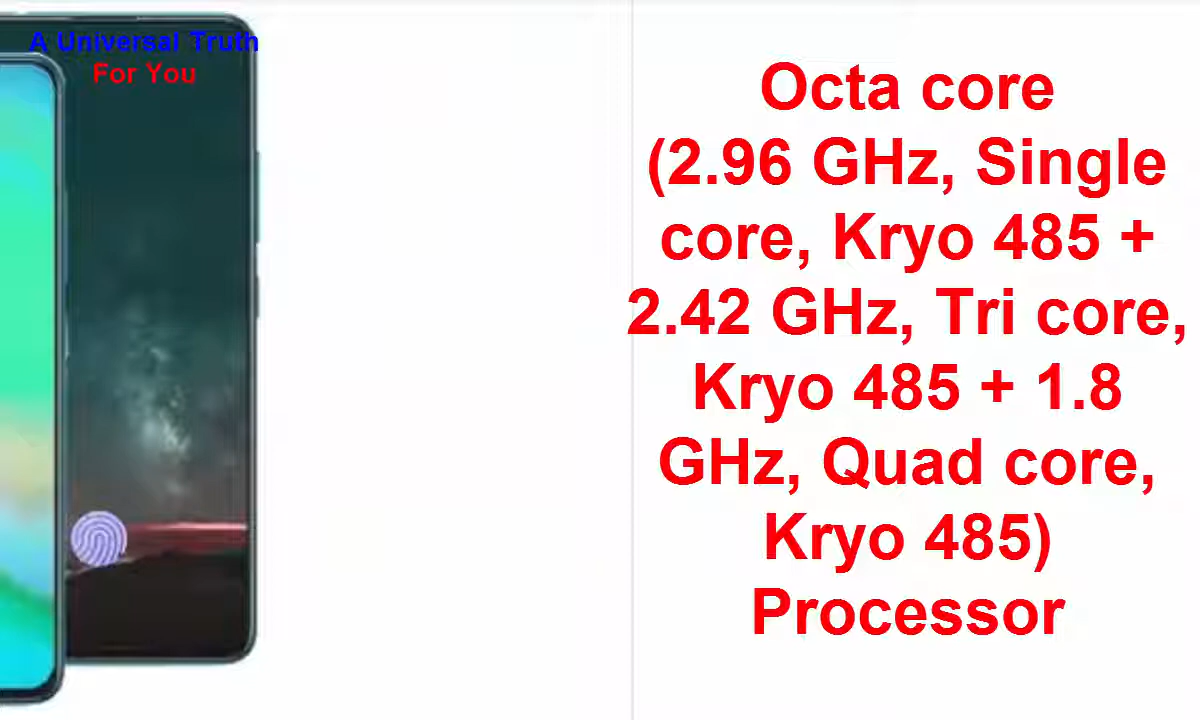 A Universal Truth
For You
Octa core
(2.96 GHz, Single
core, Kryo 485 +
2.42 GHz, Tri core,
Kryo 485 + 1.8
GHz, Quad core,
Kryo 485)
Processor